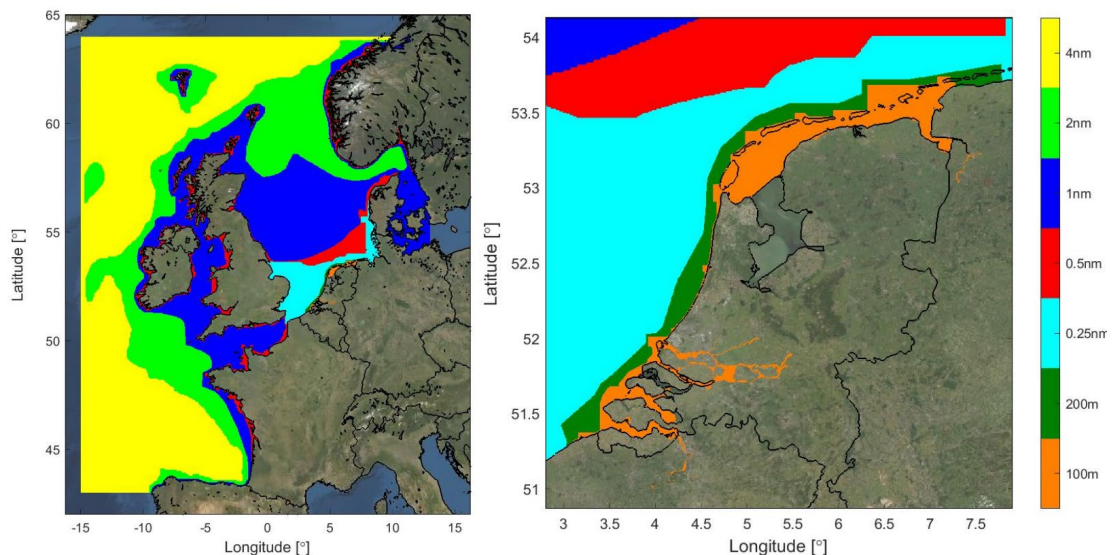 65
60
55
50
45
Latitude [°]
-15 -10 -5 0 5 10 15
Longitude [°]
54
53.5
53
52.5
52
51.5
51
Latitude [°]
3 3.5 4 4.5 5 5.5 6 6.5 7 7.5
Longitude [°]
4nm
2nm
1nm
0.5nm
0.25nm
200m
100m